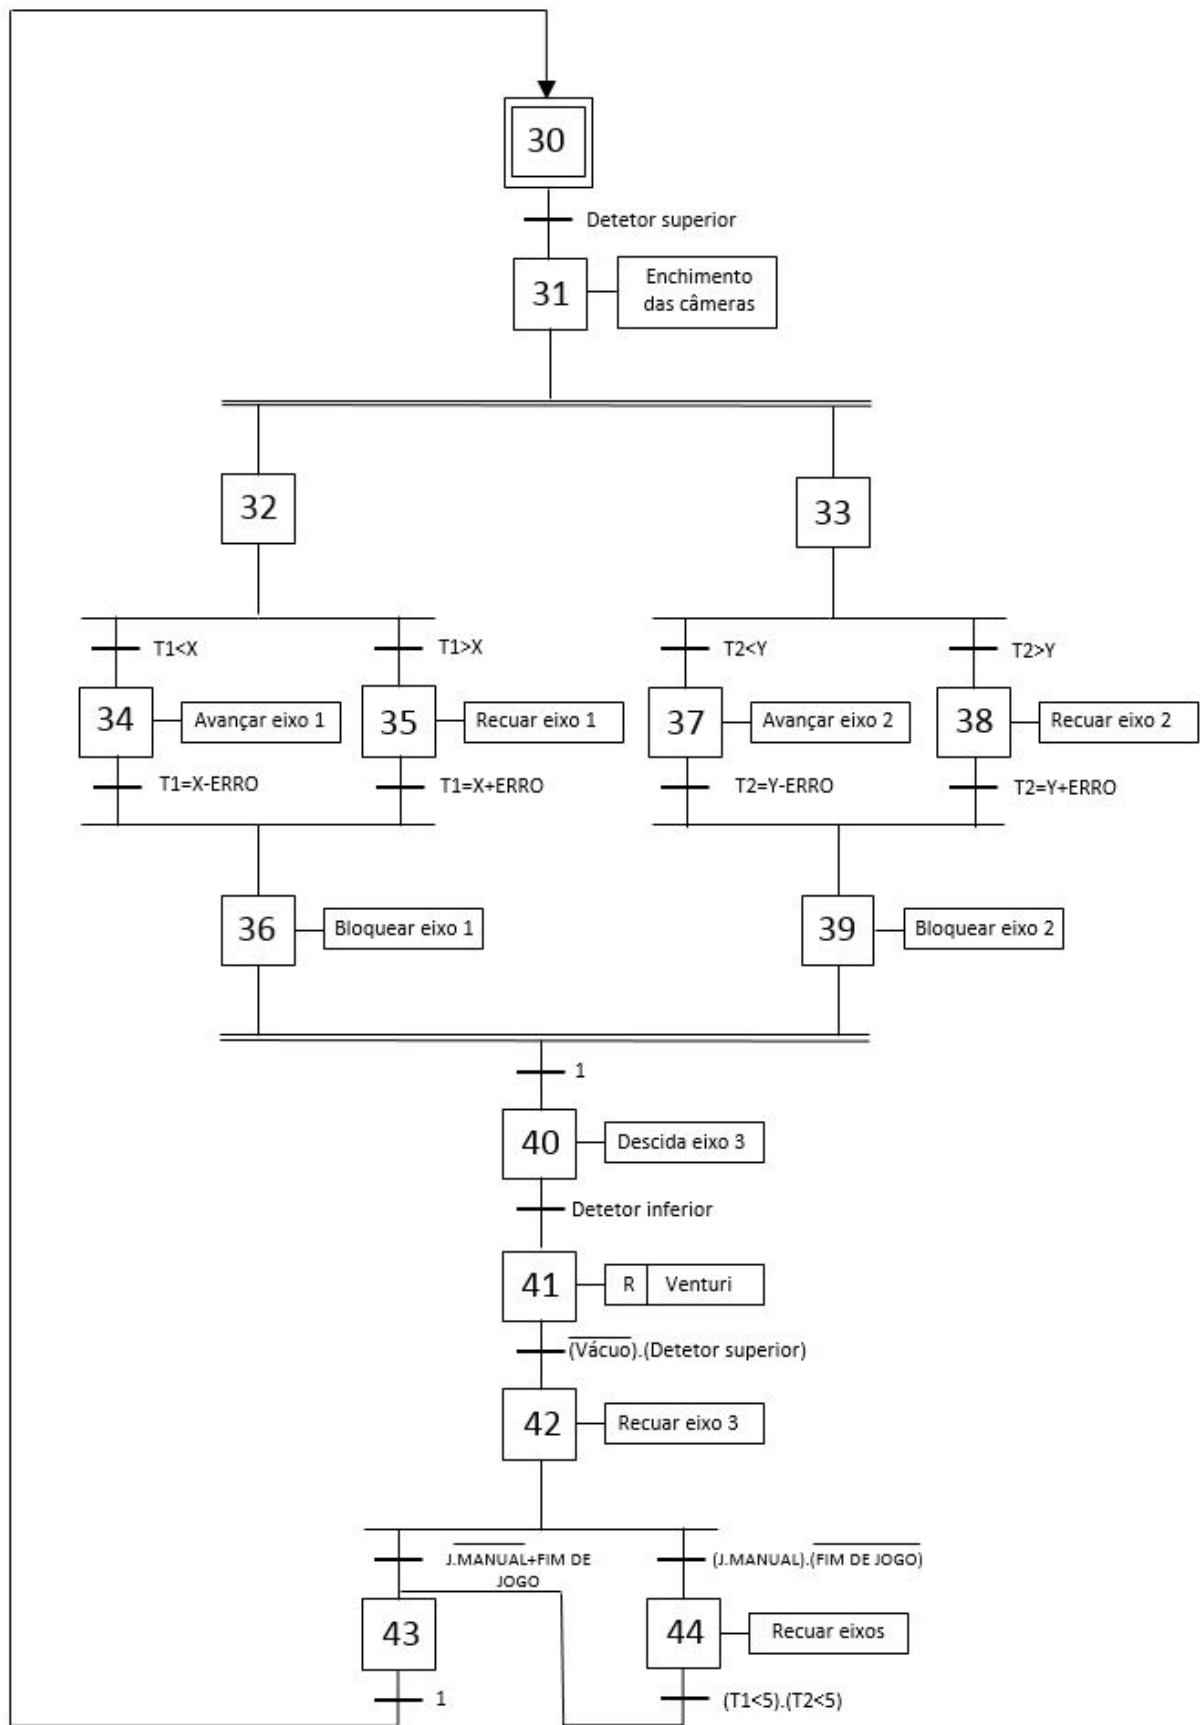 30
Detetor superior
31
Enchimento
das câmeras
32
33
T1<X
T1>X
T2<Y
T2>Y
34
Avançar eixo 1
35
Recuar eixo 1
37
Avançar eixo 2
38
Recuar eixo 2
T1=X-ERRO
T1=X+ERRO
T2=Y-ERRO
T2=Y+ERRO
36
Bloquear eixo 1
39
Bloquear eixo 2
1
40
Descida eixo 3
Detetor inferior
41
R
Venturi
(Vácuo).(Detetor superior)
42
Recuar eixo 3
J.MANUAL+FIM DE
JOGO
(J.MANUAL).(FIM DE JOGO)
43
44
Recuar eixos
1
(T1<5).(T2<5)